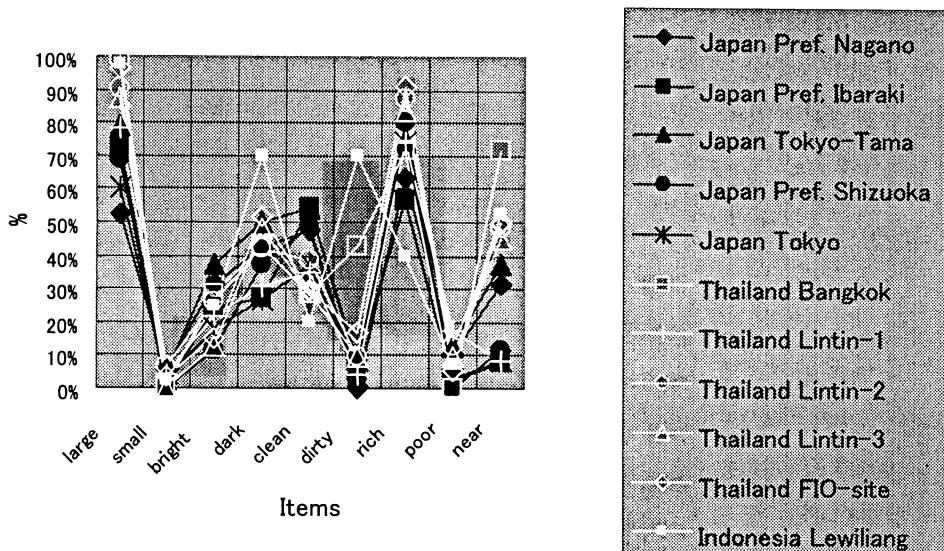 100%
90%
80%
70%
60%
50%
40%
30%
20%
10%
0%
%
large
small
bright
dark
clean
dirty
rich
poor
near
Items
Japan Pref. Nagano
Japan Pref. Ibaraki
Japan Tokyo-Tama
Japan Pref. Shizuoka
Japan Tokyo
Thailand Bangkok
Thailand Lintin-1
Thailand Lintin-2
Thailand Lintin-3
Thailand FIO-site
Indonesia Lewiliang